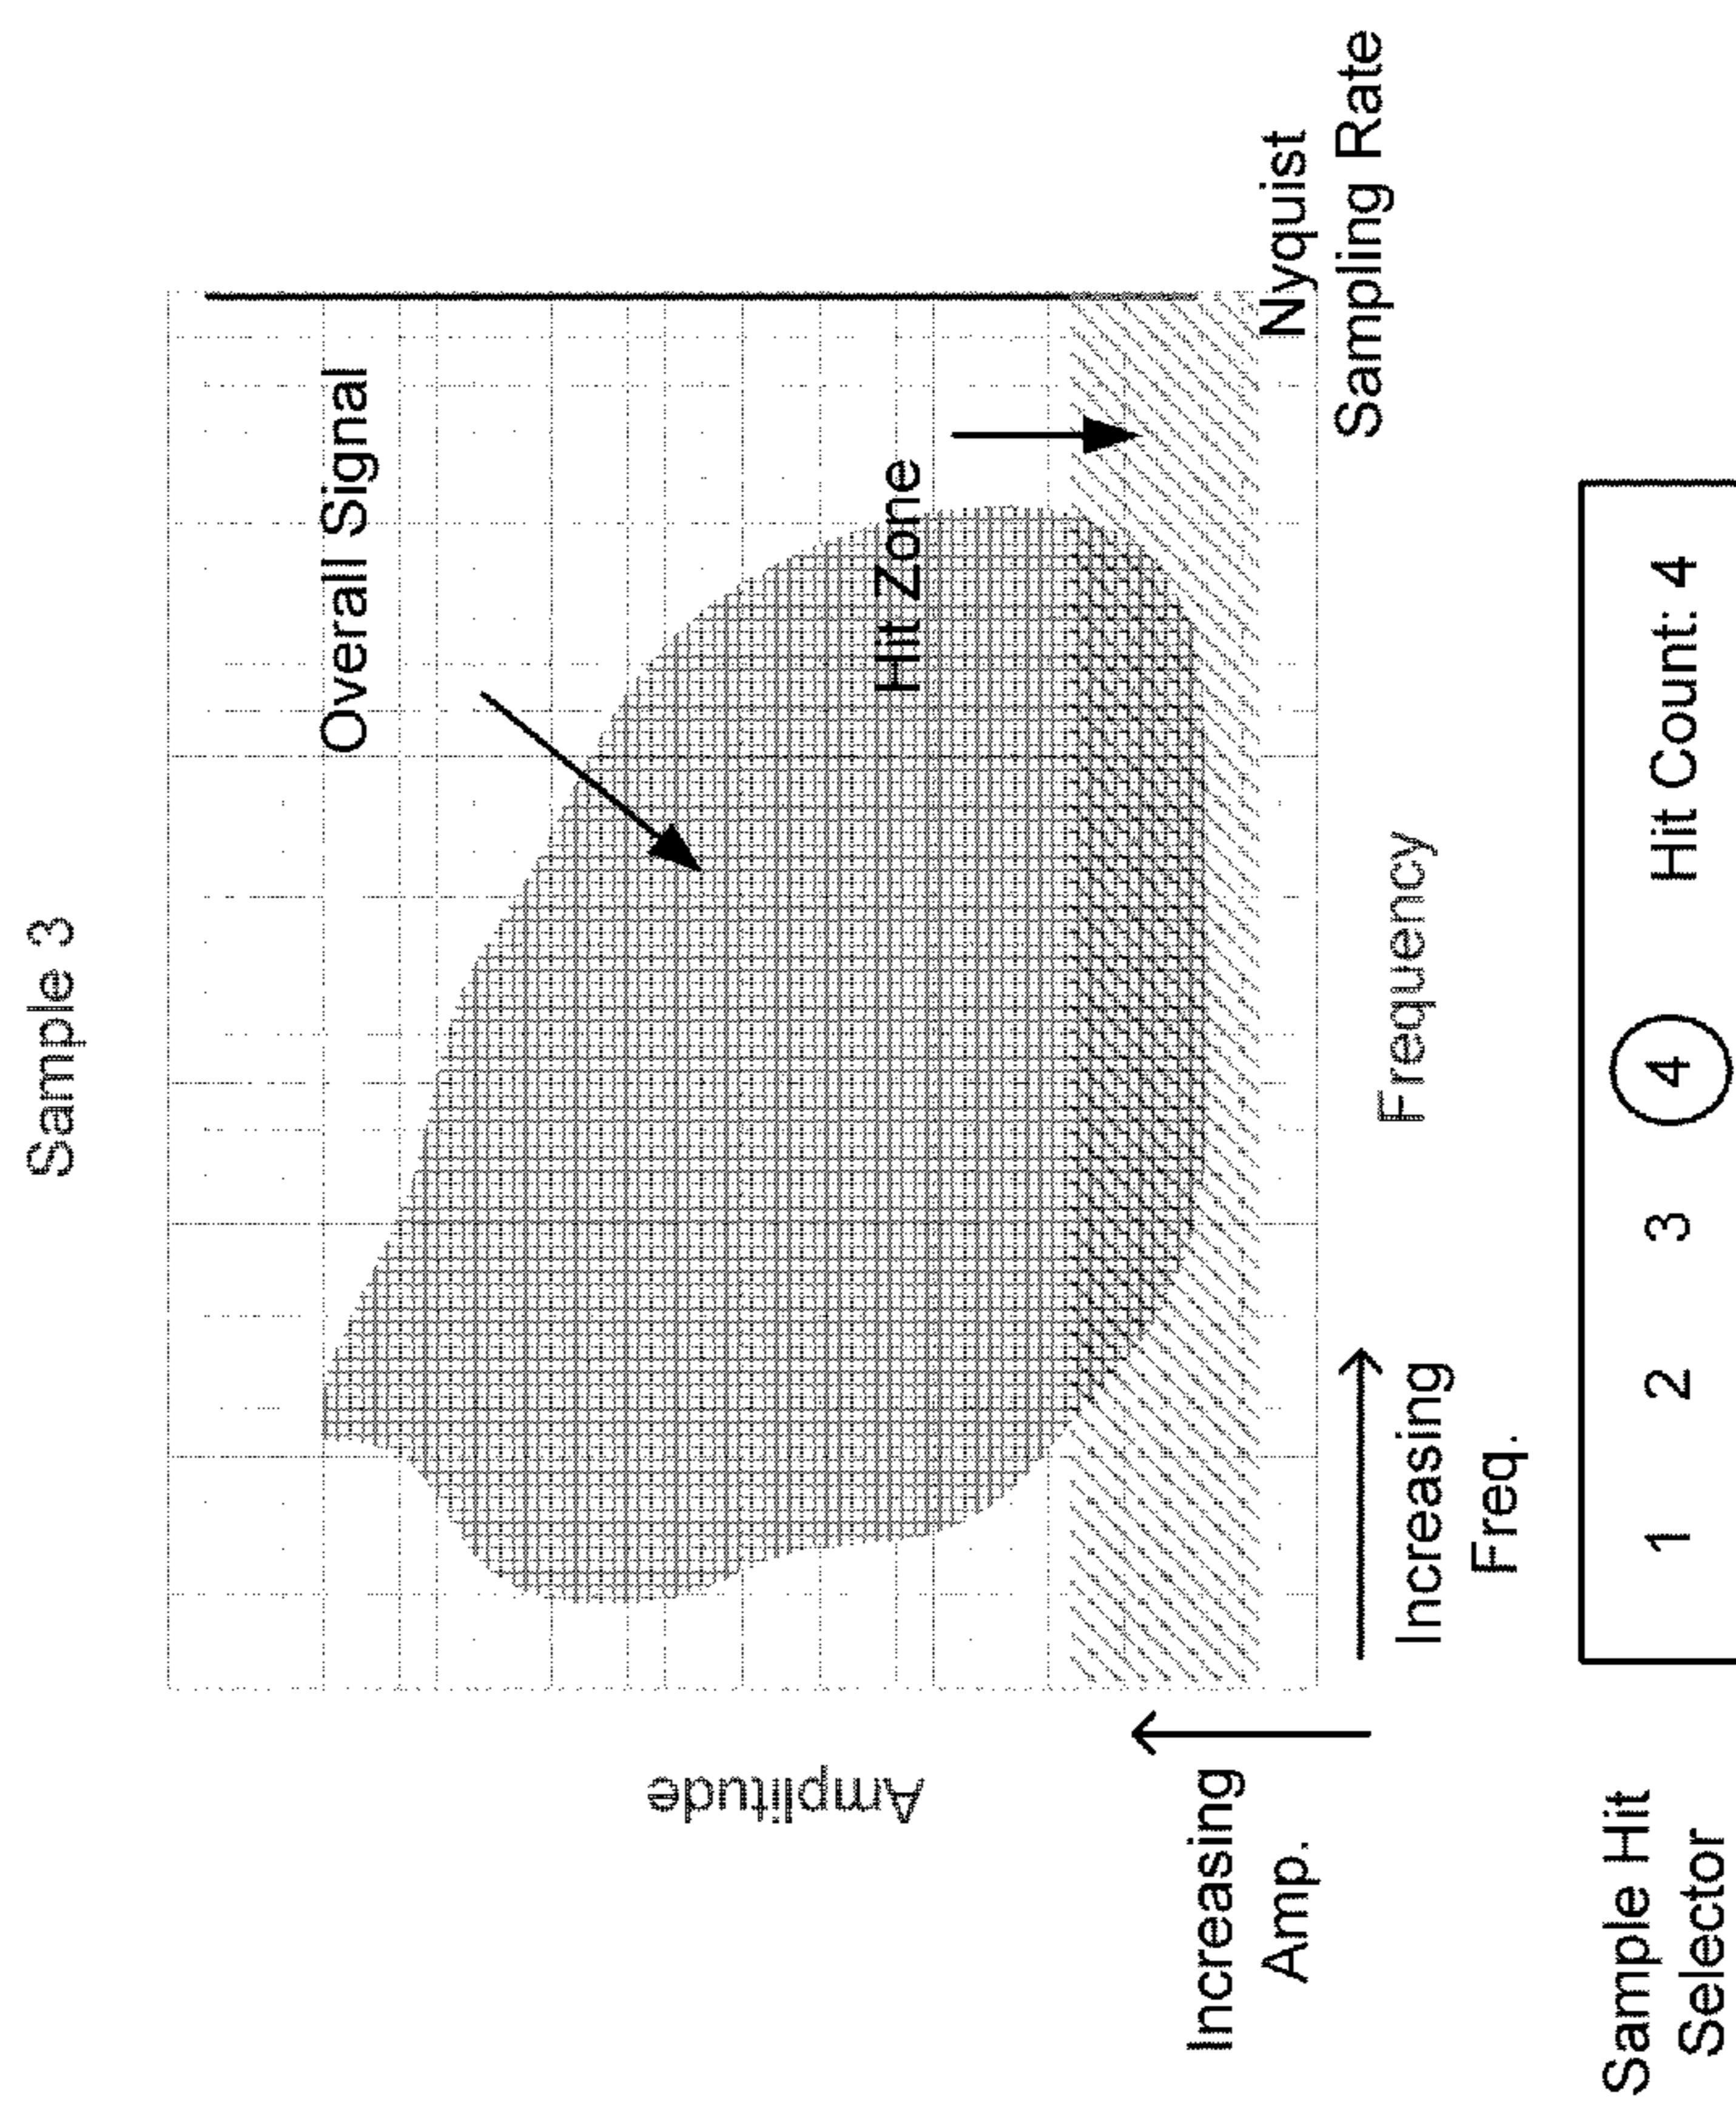 Sample 3
Overall Signal
Hit Zone
Amplitude
Nyquist
Sampling Rate
Frequency
Increasing
Amp.
Increasing
Freq.
Sample Hit
Selector
1 2 3 4 Hit Count: 4